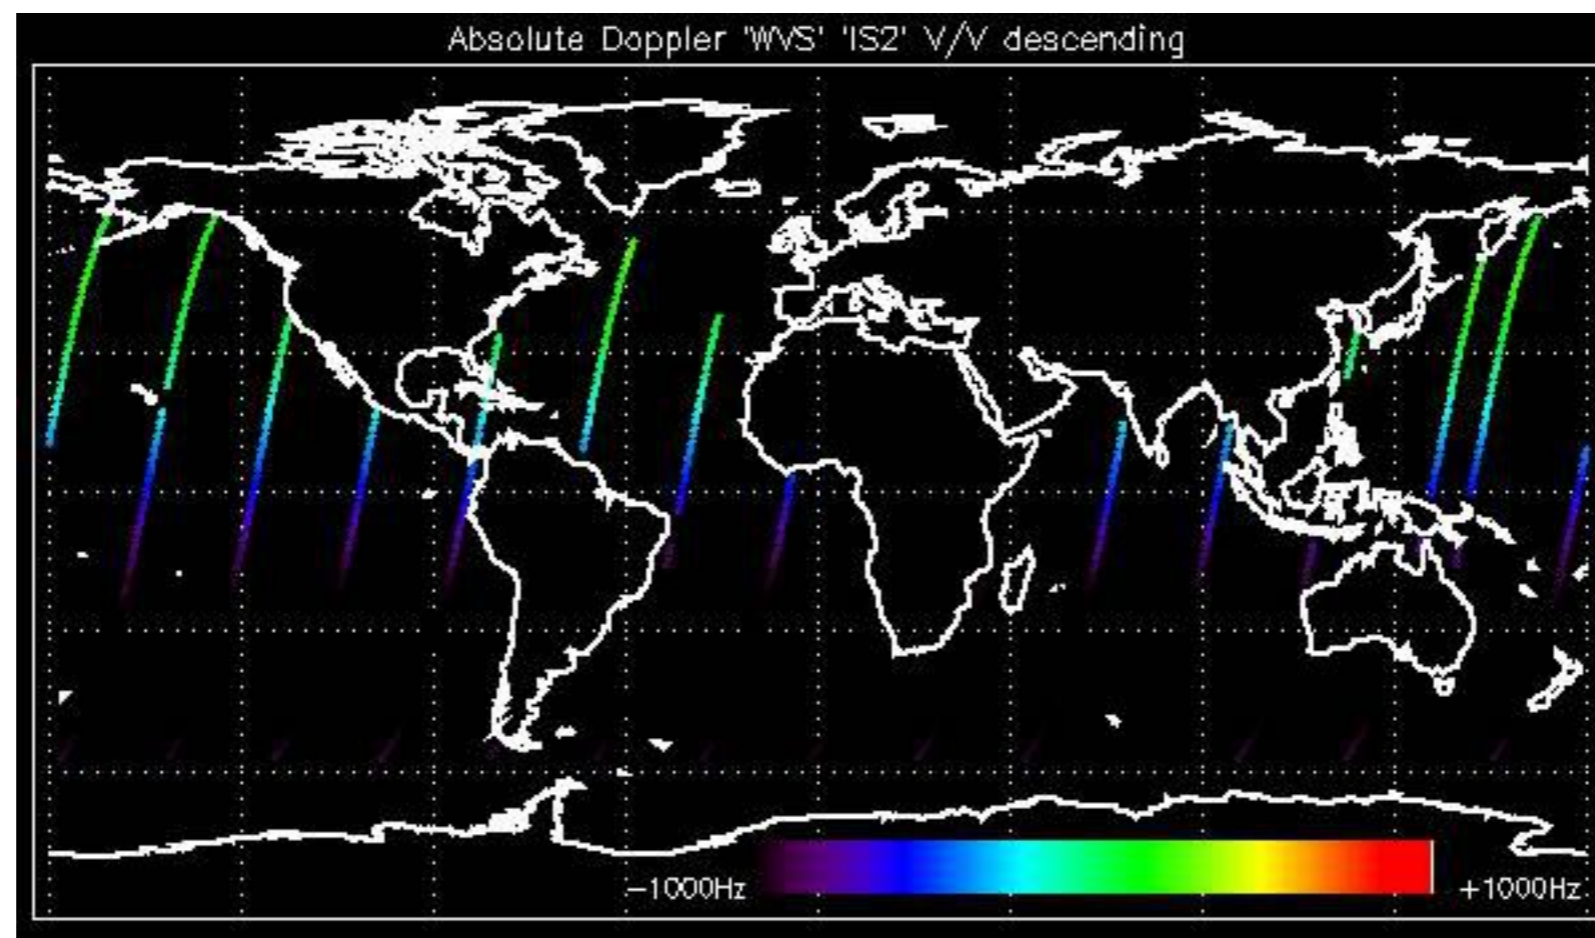 Absolute Doppler 'WVS' 'IS2' V/V descending
−1000Hz
+1000Hz